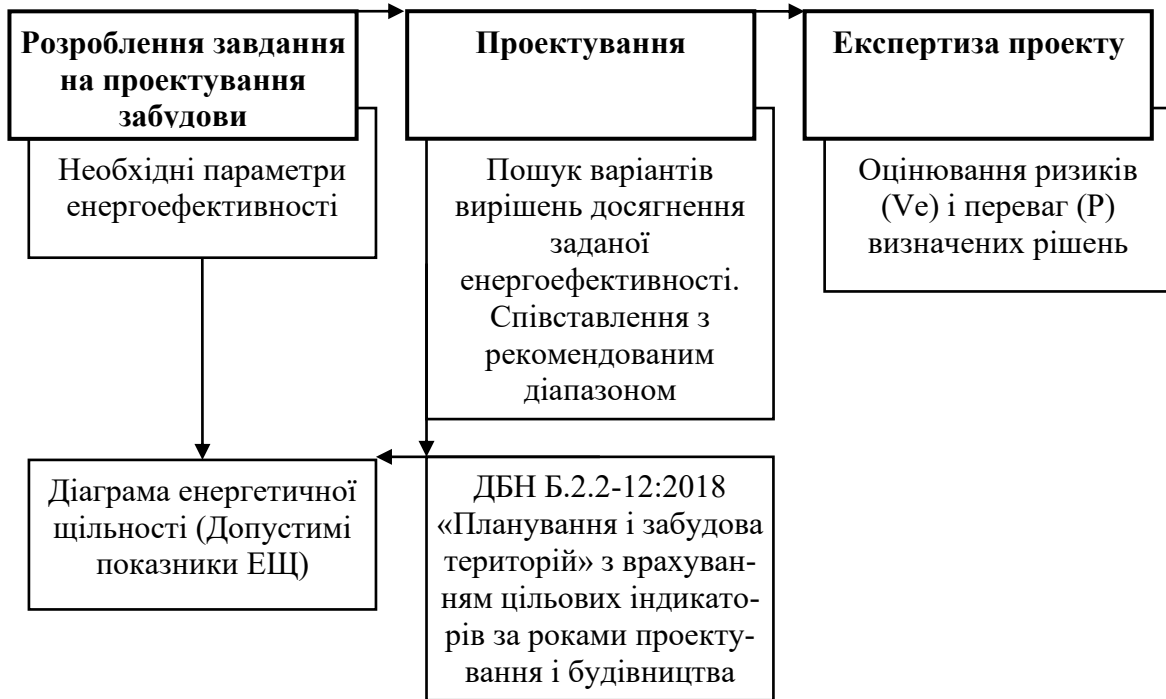 Розроблення завдання
на проектування
забудови
Необхідні параметри
енергоефективності
Проектування
Пошук варіантів
вирішень досягнення
заданої
енергоефективності.
Співставлення з
рекомендованим
діапазоном
Експертиза проекту
Оцінювання ризиків
(Ve) і переваг (P)
визначених рішень
Діаграма енергетичної
щільності (Допустимі
показники ЕЩ)
ДБН Б.2.2-12:2018
«Планування і забудова
територій» з врахуван-
ням цільових індикато-
рів за роками проекту-
вання і будівництва